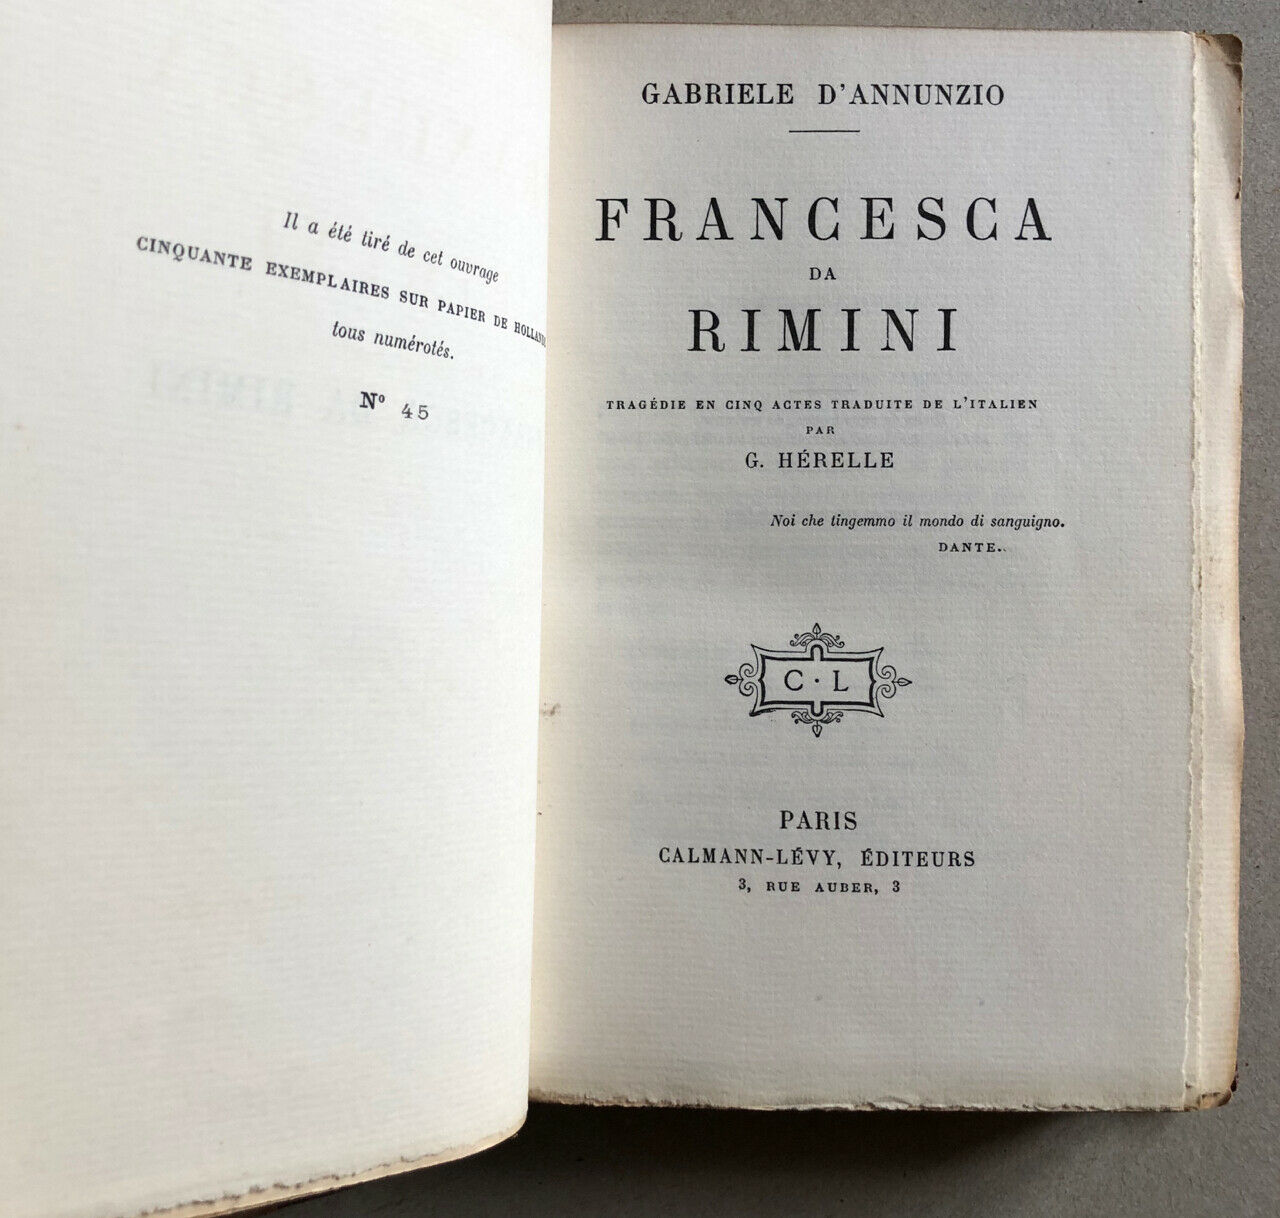 Il a été tiré de cet ouvrage
CINQUANTE EXEMPLAIRES SUR PAPIER DE HOLLANDE
tous numérotés.
Nº 45
GABRIELE D'ANNUNZIO
FRANCESCA
DA
RIMINI
TRAGÉDIE EN CINQ ACTES TRADUITE DE L'ITALIEN
PAR
G. HÉRELLE
Noi che tingemmo il mondo di sanguigno.
DANTE.
C · L
PARIS
CALMANN-LÉVY, ÉDITEURS
3, RUE AUBER, 3